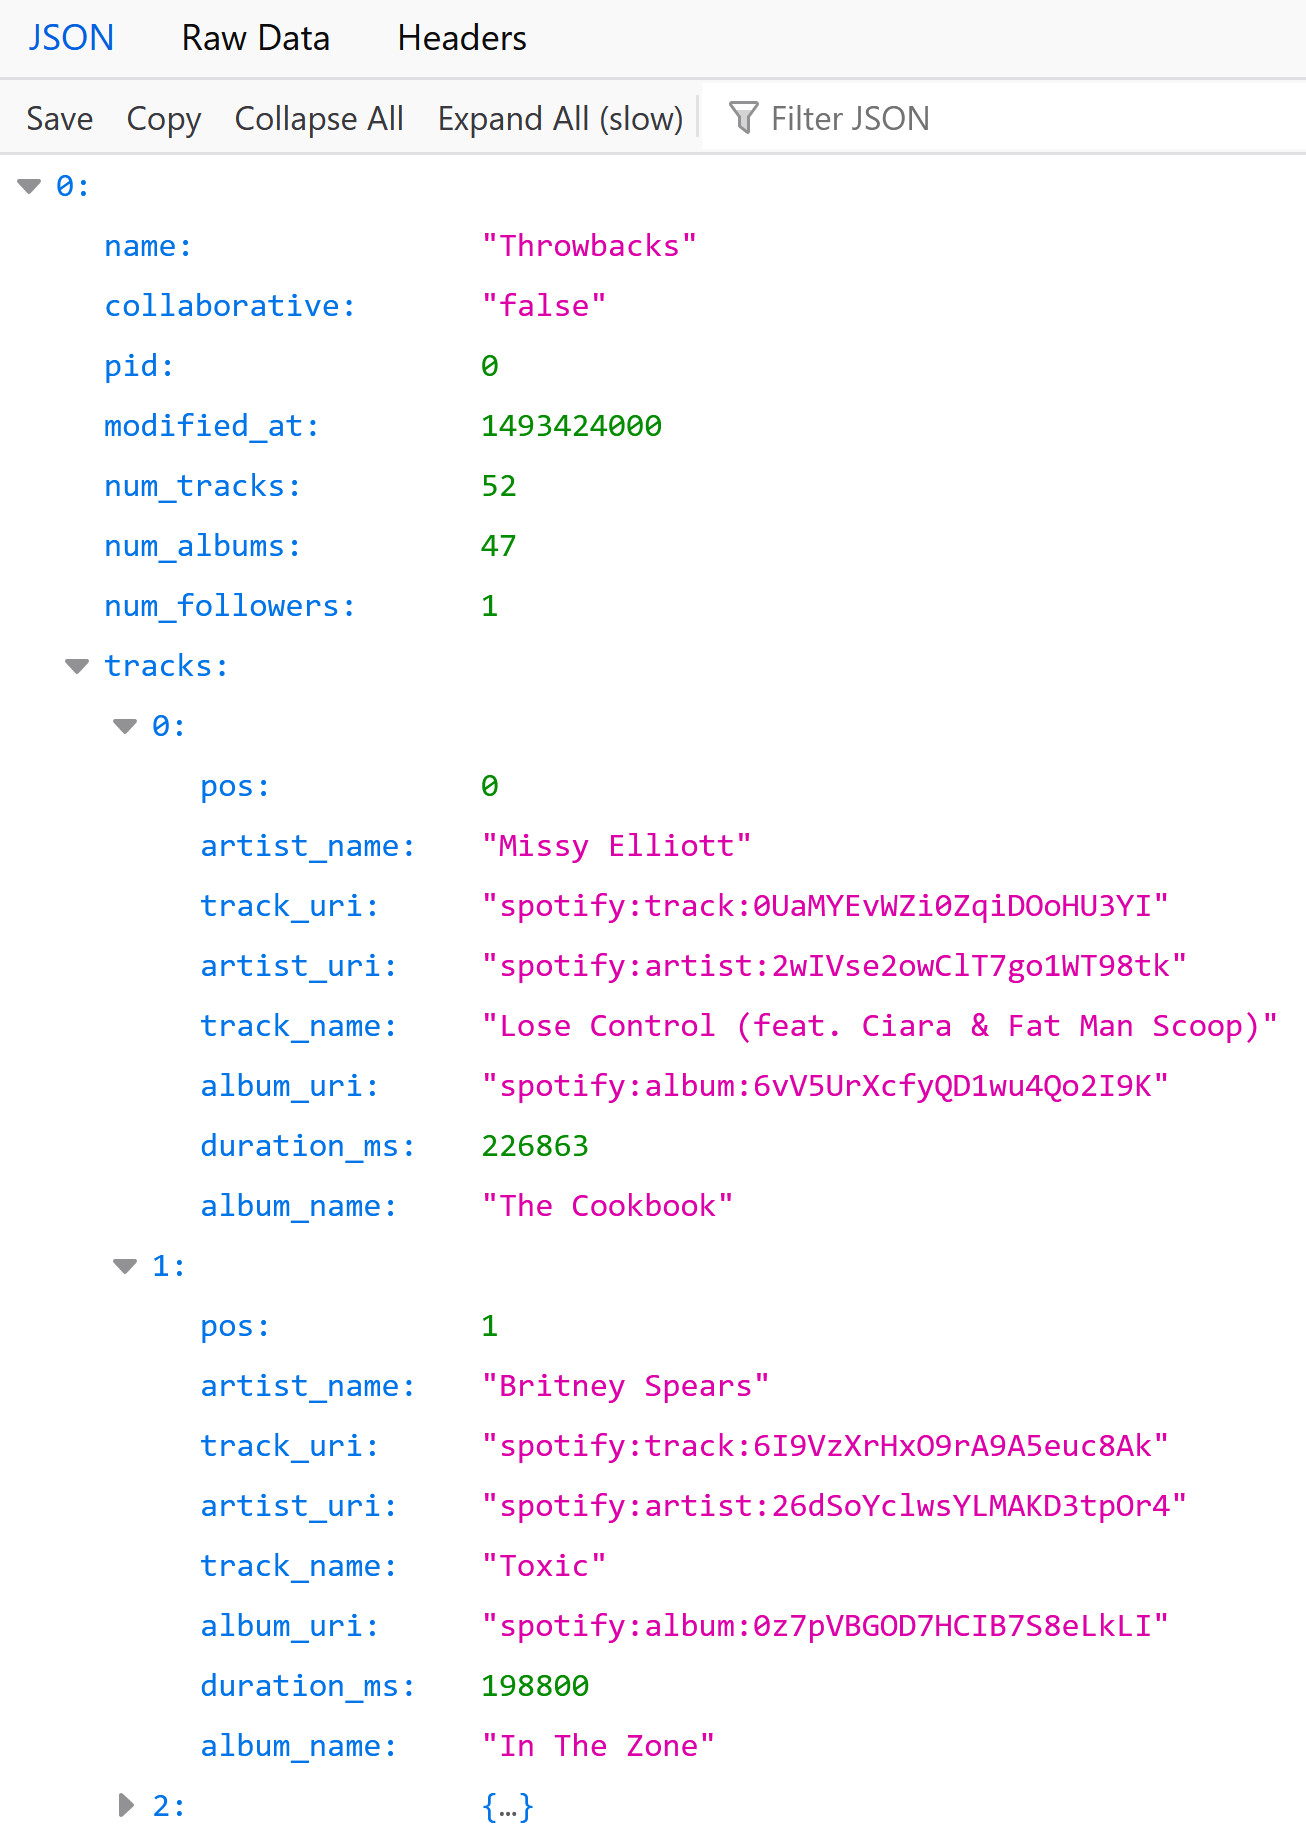 JSON Raw Data Headers
Save Copy Collapse All Expand All (slow) Filter JSON
0:
name: "Throwbacks"
collaborative: "false"
pid: 0
modified_at: 1493424000
num_tracks: 52
num_albums: 47
num_followers: 1
tracks:
0:
pos: 0
artist_name: "Missy Elliott"
track_uri: "spotify:track:0UaMYEvWZi0ZqiDOoHU3YI"
artist_uri: "spotify:artist:2wIVse2owClT7go1WT98tk"
track_name: "Lose Control (feat. Ciara & Fat Man Scoop)"
album_uri: "spotify:album:6vV5UrXcfyQD1wu4Qo2I9K"
duration_ms: 226863
album_name: "The Cookbook"
1:
pos: 1
artist_name: "Britney Spears"
track_uri: "spotify:track:6I9VzXrHxO9rA9A5euc8Ak"
artist_uri: "spotify:artist:26dSoYclwsYLMAKD3tpOr4"
track_name: "Toxic"
album_uri: "spotify:album:0z7pVBGOD7HCIB7S8eLkLI"
duration_ms: 198800
album_name: "In The Zone"
2: {…}